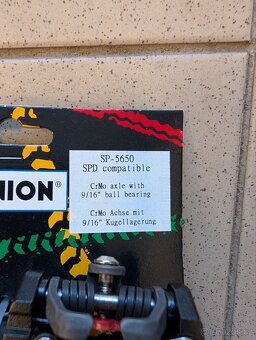 SP-5650
SPD compatible
CrMo axle with
9/16" ball bearing
CrMo Achse mit
9/16" Kugellagerung
NION®